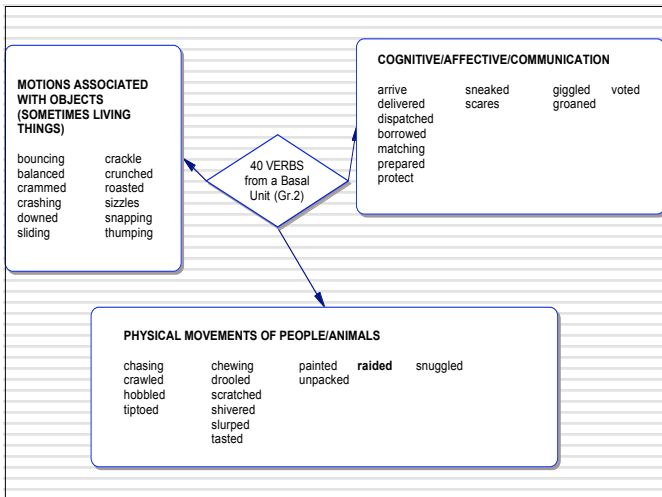 MOTIONS ASSOCIATED
WITH OBJECTS
(SOMETIMES LIVING
THINGS)
bouncing crackle
balanced crunched
crammed roasted
crashing sizzles
downed snapping
sliding thumping
40 VERBS
from a Basal
Unit (Gr.2)
COGNITIVE/AFFECTIVE/COMMUNICATION
arrive sneaked giggled voted
delivered scares groaned
dispatched
borrowed
matching
prepared
protect
PHYSICAL MOVEMENTS OF PEOPLE/ANIMALS
chasing chewing painted raided snuggled
crawled drooled unpacked
hobbled scratched
tiptoed shivered
slurped
tasted